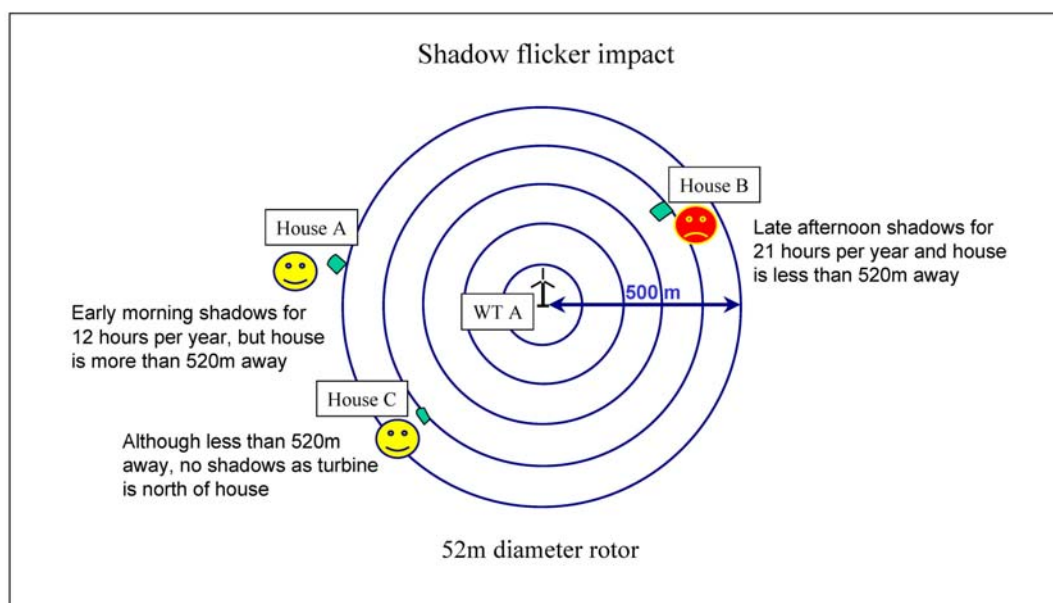 Shadow flicker impact
House B
House A
Late afternoon shadows for
21 hours per year and house
is less than 520m away
500 m
WT A
Early morning shadows for
12 hours per year, but house
is more than 520m away
House C
Although less than 520m
away, no shadows as turbine
is north of house
52m diameter rotor